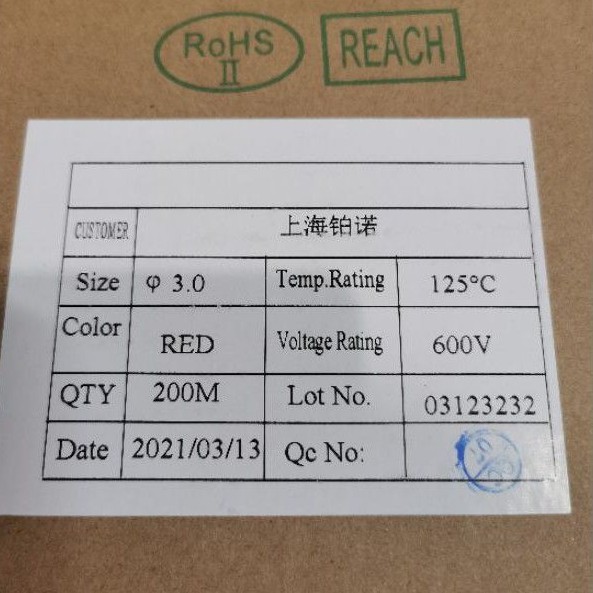 RoHS
II
REACH
CUSTOMER 上海铂诺
Size φ 3.0 Temp.Rating 125°C
Color RED Voltage Rating 600V
QTY 200M Lot No. 03123232
Date 2021/03/13 Qc No: